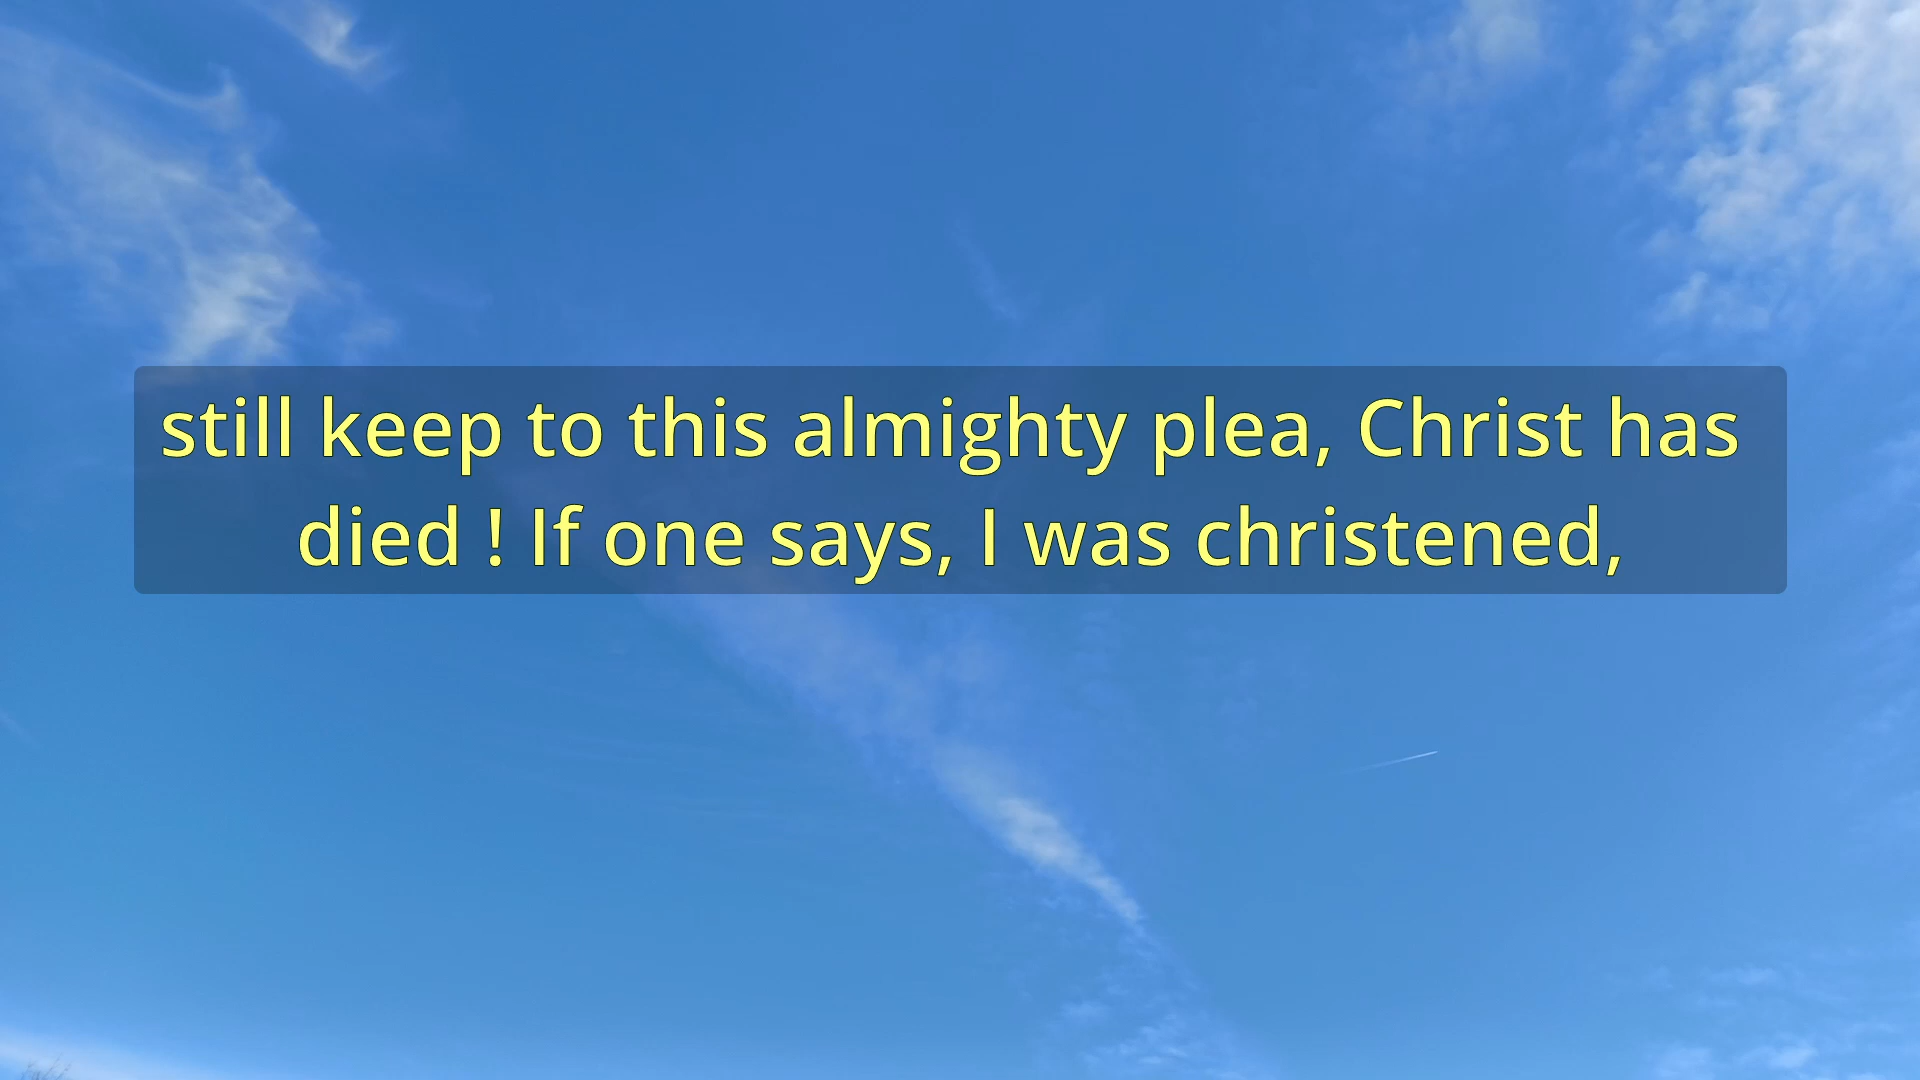 still keep to this almighty plea, Christ has
died ! If one says, I was christened,